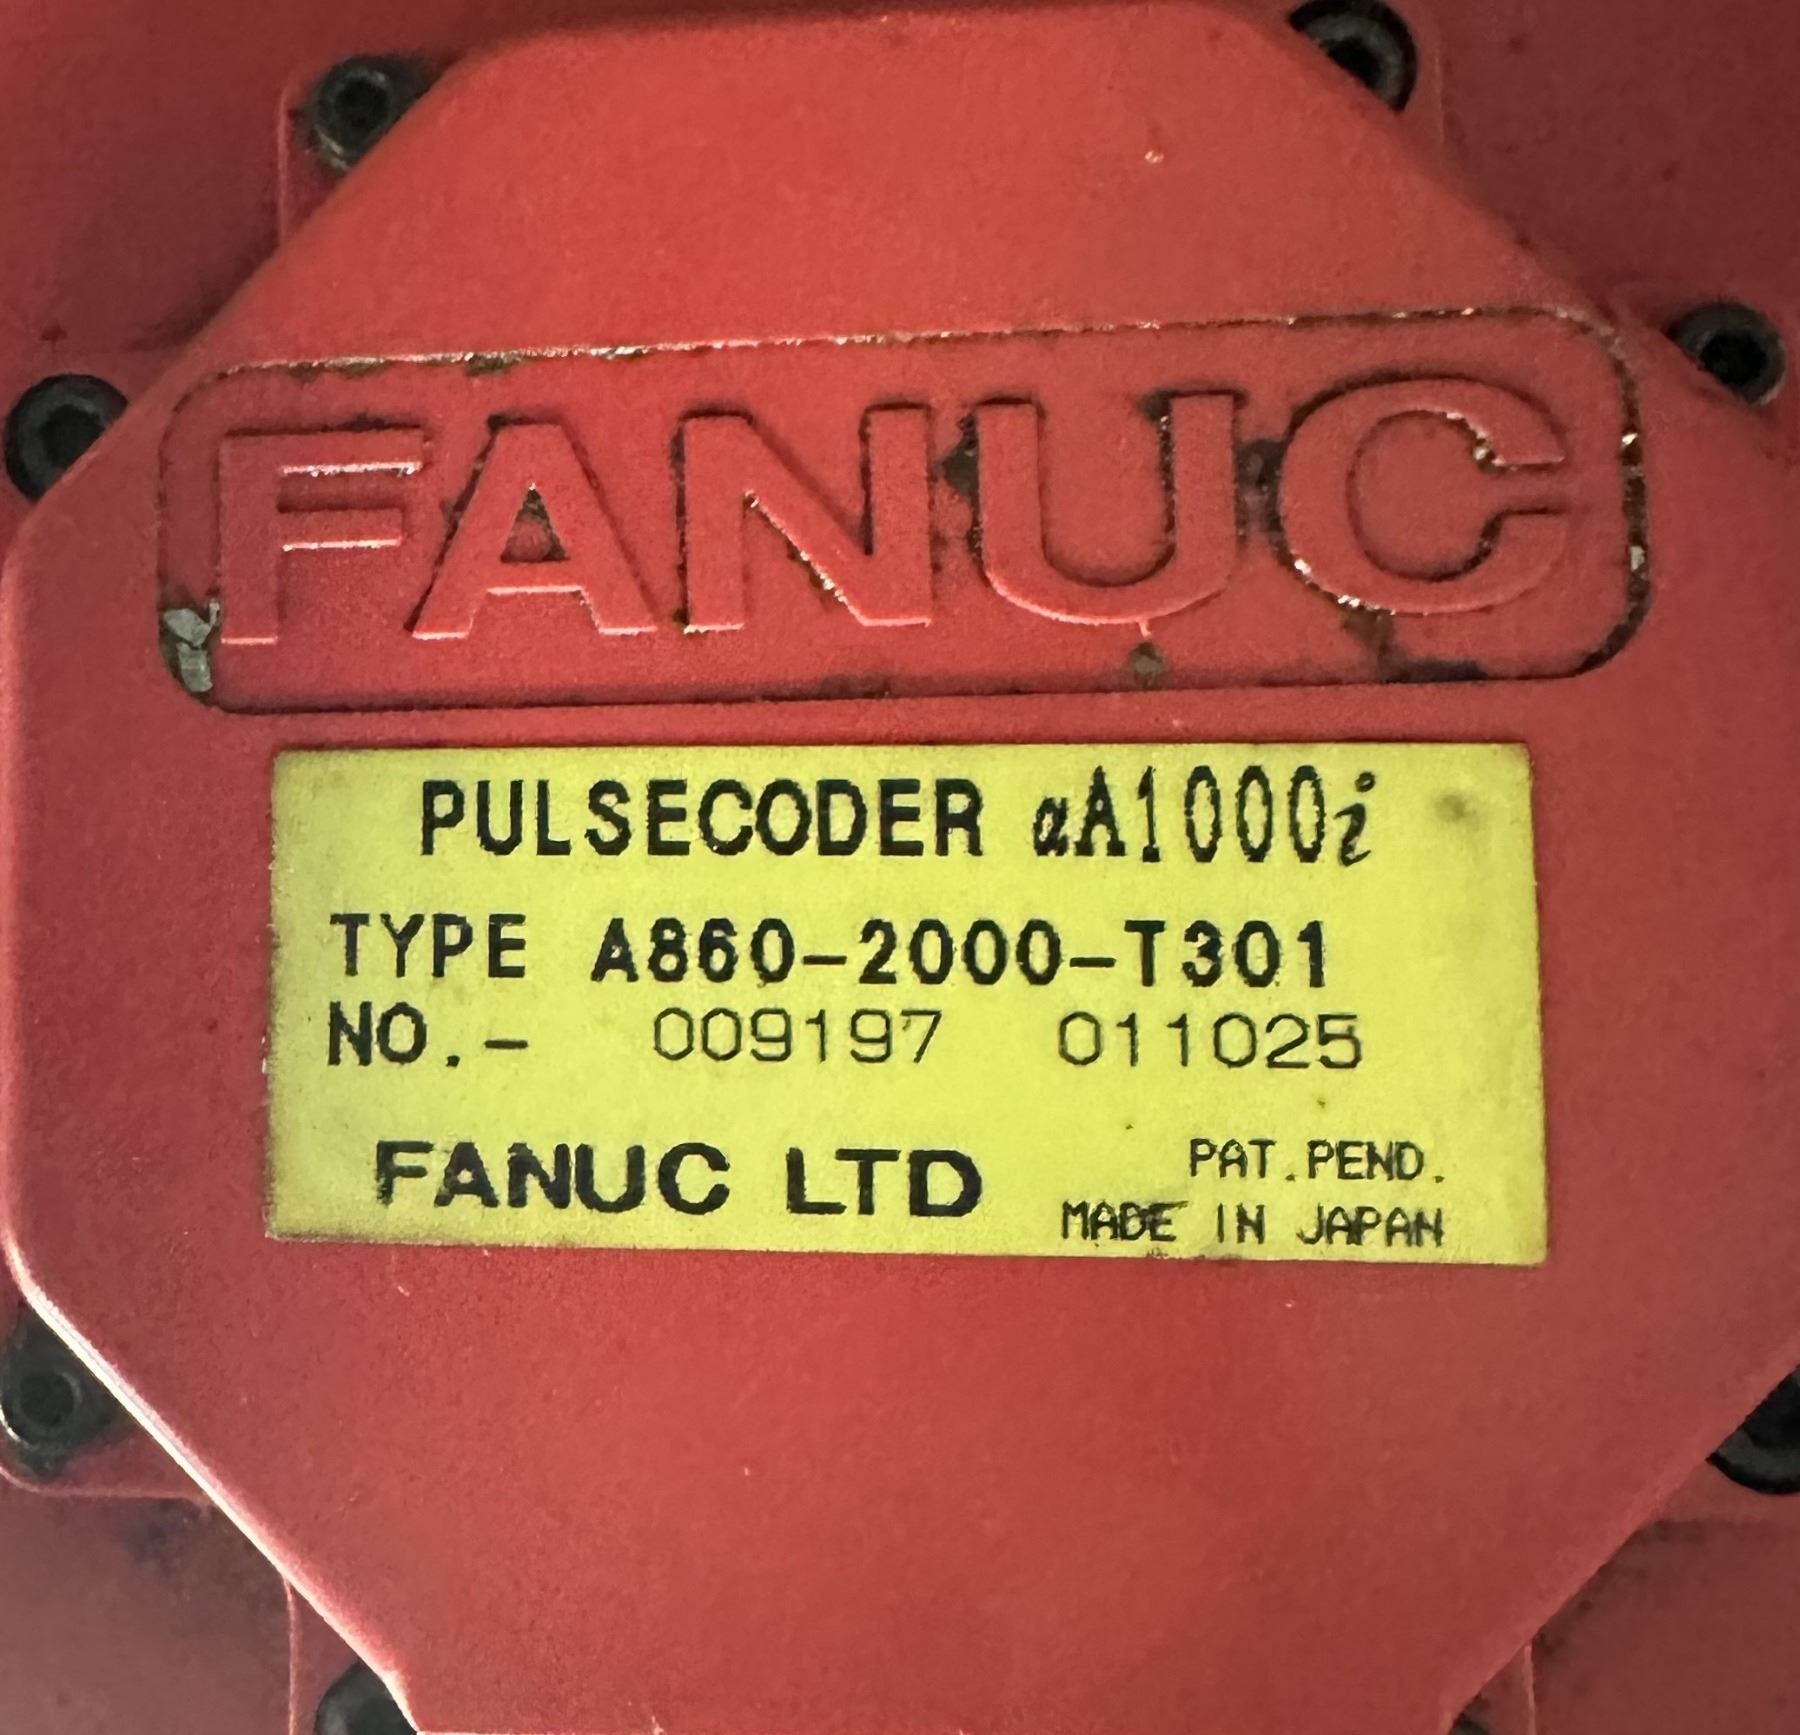 FANUC
PULSECODER αA1000i
TYPE A860-2000-T301
NO.- 009197 011025
FANUC LTD
PAT.PEND.
MADE IN JAPAN